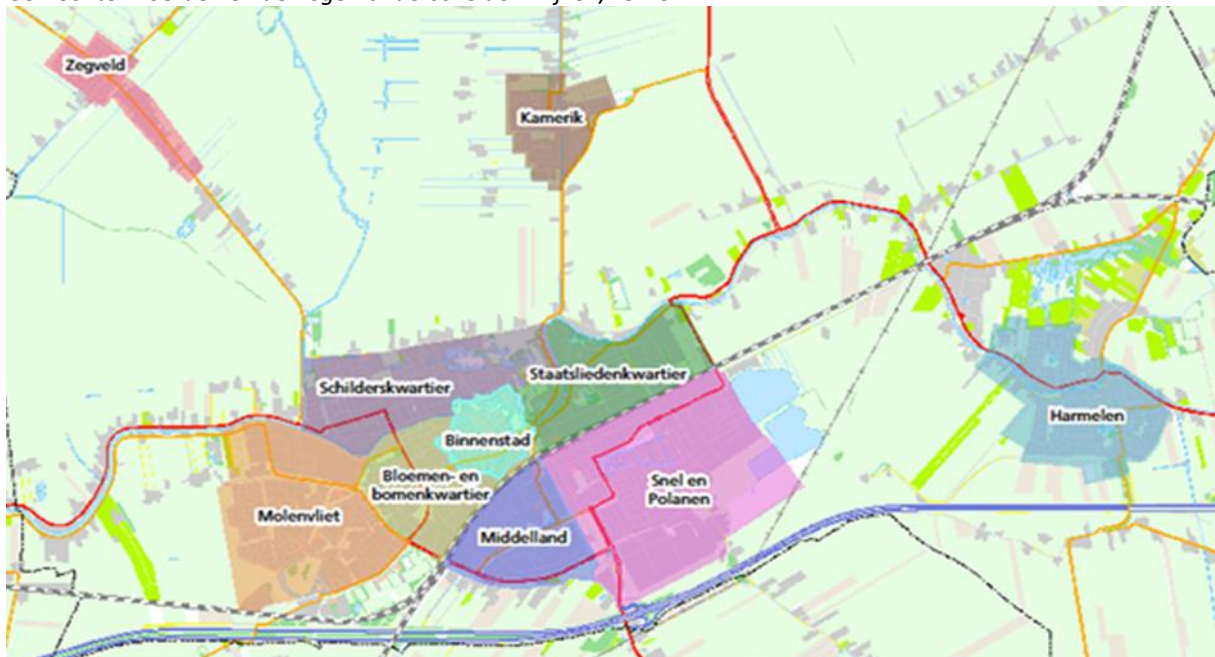 Zegveld
Kamerik
Schilderskwartier
Staatsliedenkwartier
Binnenstad
Bloemen- en
bomenkwartier
Molenvliet
Middelland
Snel en
Polanen
Harmelen